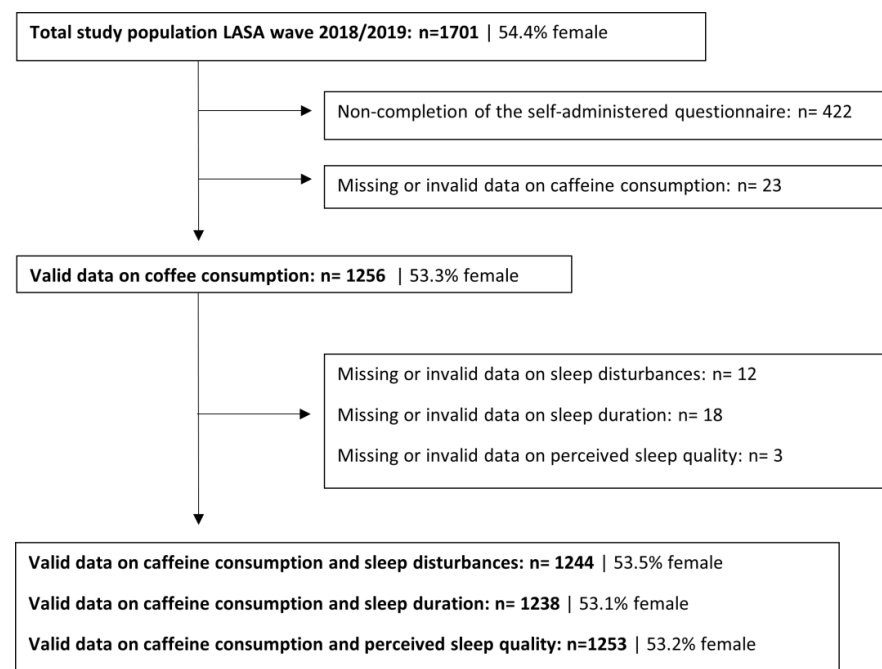 Total study population LASA wave 2018/2019: n=1701 | 54.4% female
Non-completion of the self-administered questionnaire: n= 422
Missing or invalid data on caffeine consumption: n= 23
Valid data on coffee consumption: n= 1256 | 53.3% female
Missing or invalid data on sleep disturbances: n= 12
Missing or invalid data on sleep duration: n= 18
Missing or invalid data on perceived sleep quality: n= 3
Valid data on caffeine consumption and sleep disturbances: n= 1244 | 53.5% female
Valid data on caffeine consumption and sleep duration: n= 1238 | 53.1% female
Valid data on caffeine consumption and perceived sleep quality: n=1253 | 53.2% female